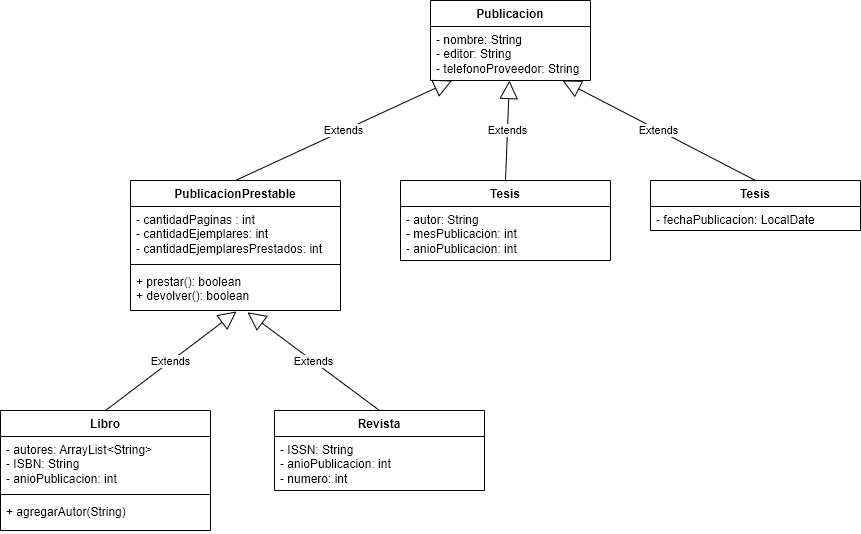 Publicacion
- nombre: String
- editor: String
- telefonoProveedor: String
Extends
Extends
Extends
PublicacionPrestable
- cantidadPaginas : int
- cantidadEjemplares: int
- cantidadEjemplaresPrestados: int
+ prestar(): boolean
+ devolver(): boolean
Tesis
- autor: String
- mesPublicacion: int
- anioPublicacion: int
Tesis
- fechaPublicacion: LocalDate
Extends
Extends
Libro
- autores: ArrayList<String>
- ISBN: String
- anioPublicacion: int
+ agregarAutor(String)
Revista
- ISSN: String
- anioPublicacion: int
- numero: int